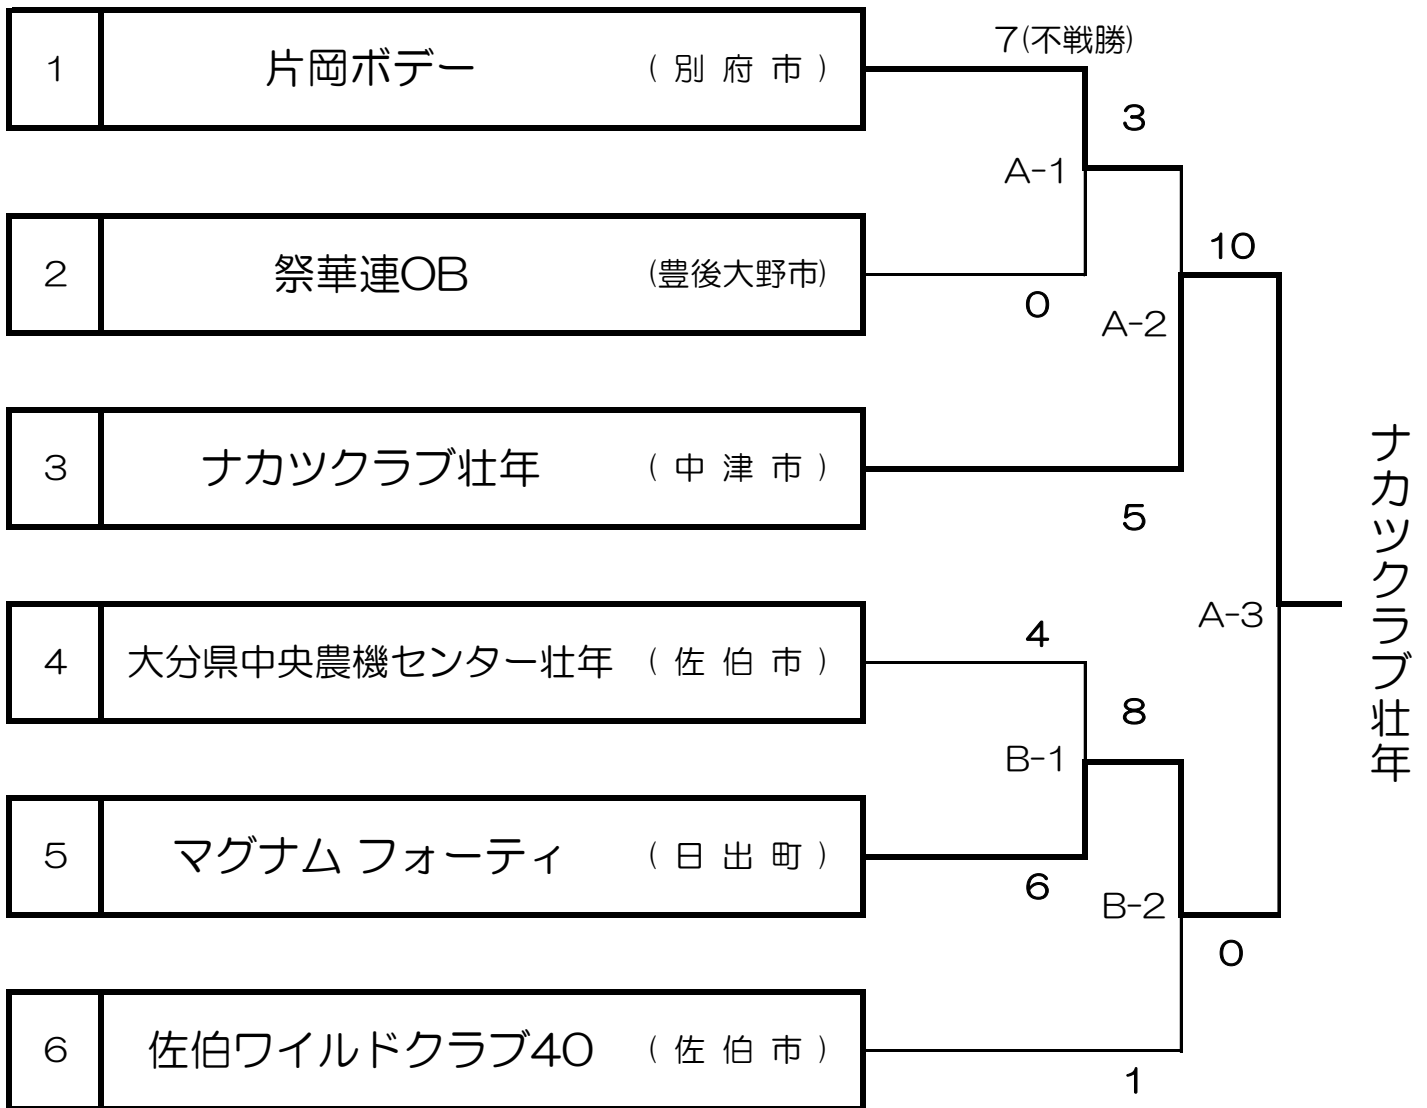 7(不戦勝)
1 片岡ボデー (別府市)
3
A-1
10
2 祭華連OB (豊後大野市)
0
A-2
3 ナカツクラブ壮年 (中津市)
5
ナカツクラブ壮年
A-3
4
4 大分県中央農機センター壮年 (佐伯市)
8
B-1
5 マグナム フォーティ (日出町)
6
B-2
0
6 佐伯ワイルドクラブ40 (佐伯市)
1